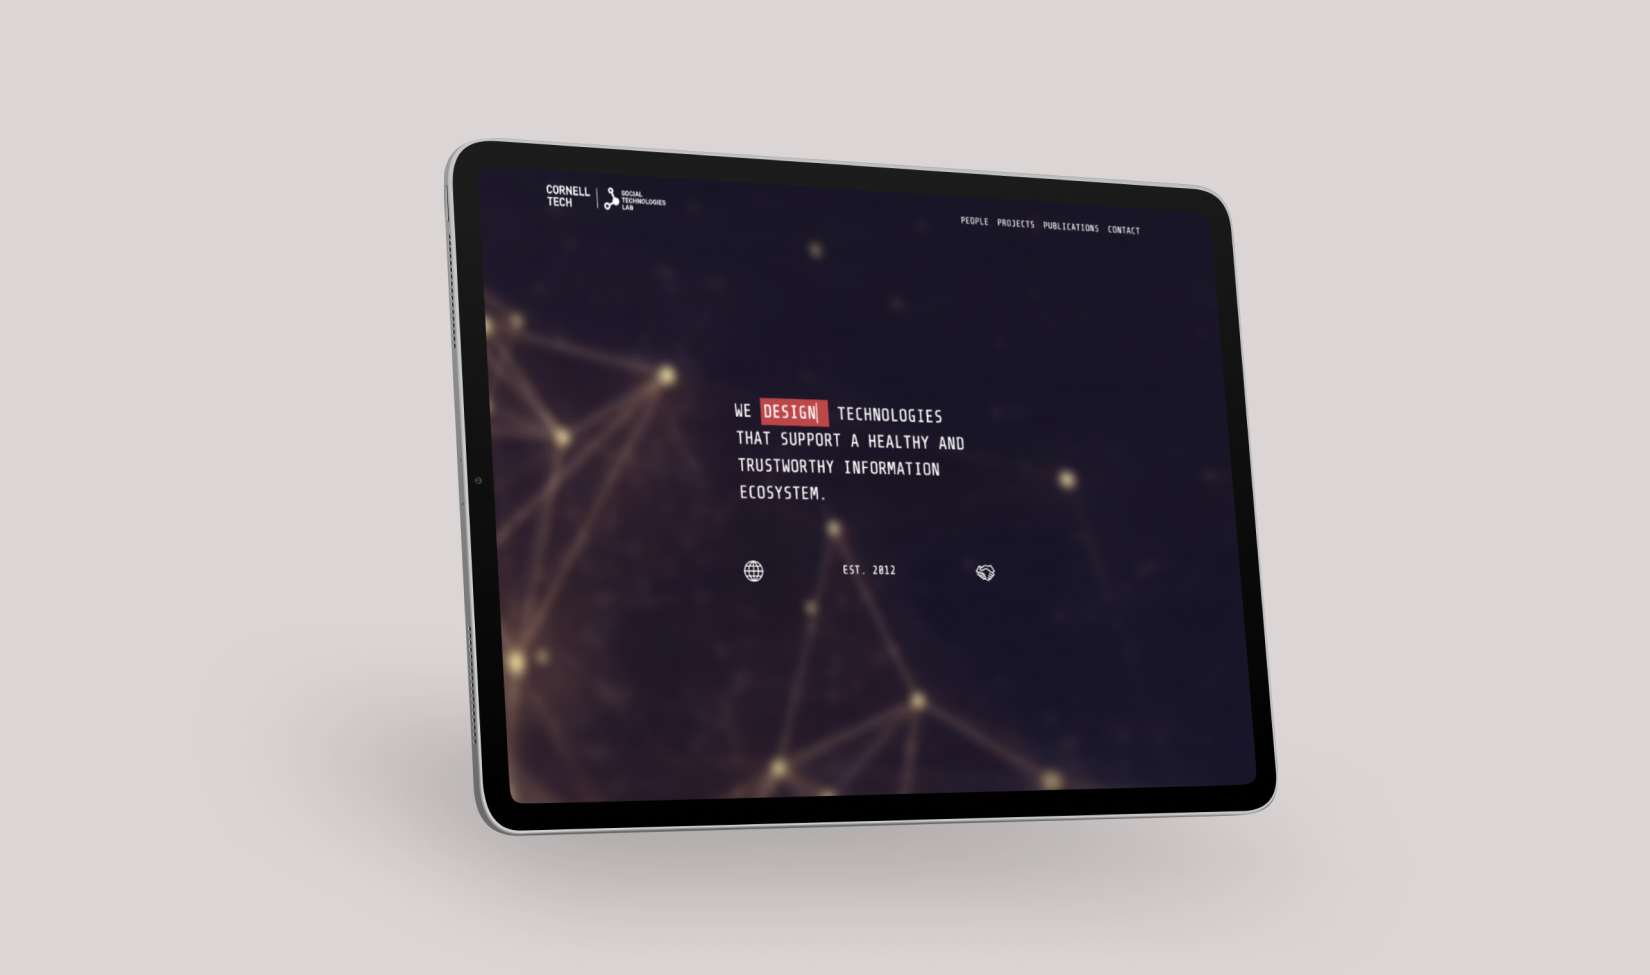 CORNELL
TECH
SOCIAL
TECHNOLOGIES
LAB
PEOPLE PROJECTS PUBLICATIONS CONTACT
WE DESIGN TECHNOLOGIES
THAT SUPPORT A HEALTHY AND
TRUSTWORTHY INFORMATION
ECOSYSTEM.
EST. 2012